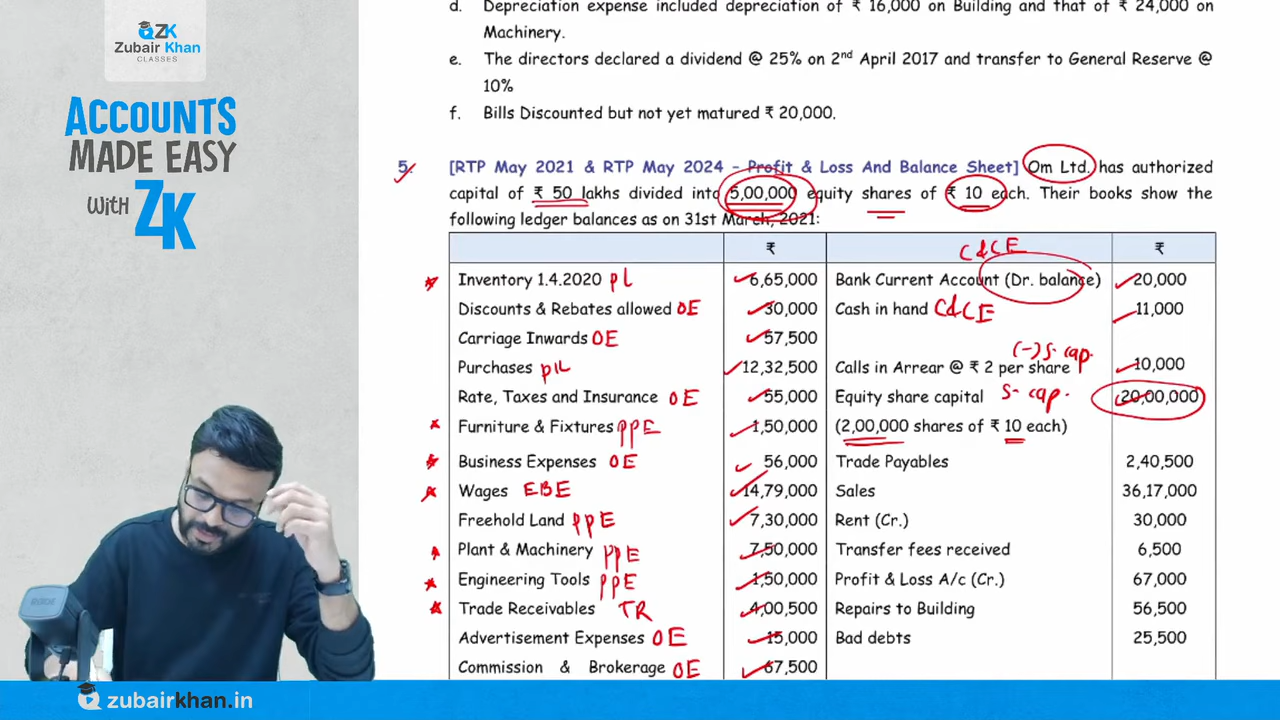 ZK
Zubair Khan
CLASSES
ACCOUNTS
MADE EASY
WITH ZK
d. Depreciation expense included depreciation of ₹ 16,000 on Building and that of ₹ 24,000 on
Machinery.
e. The directors declared a dividend @ 25% on 2nd April 2017 and transfer to General Reserve @
10%
f. Bills Discounted but not yet matured ₹ 20,000.
5. [RTP May 2021 & RTP May 2024 – Profit & Loss And Balance Sheet] Om Ltd. has authorized
capital of ₹ 50 lakhs divided into 5,00,000 equity shares of ₹ 10 each. Their books show the
following ledger balances as on 31st March, 2021:
₹ C&CE ₹
Inventory 1.4.2020 PL 6,65,000 Bank Current Account (Dr. balance) 20,000
Discounts & Rebates allowed OE 30,000 Cash in hand C&CE 11,000
Carriage Inwards OE 57,500 (-) S. cap.
Purchases PIL 12,32,500 Calls in Arrear @ ₹ 2 per share 10,000
Rate, Taxes and Insurance OE 55,000 Equity share capital S. cap. 20,00,000
Furniture & Fixtures PPE 1,50,000 (2,00,000 shares of ₹ 10 each)
Business Expenses OE 56,000 Trade Payables 2,40,500
Wages EBE 14,79,000 Sales 36,17,000
Freehold Land PPE 7,30,000 Rent (Cr.) 30,000
Plant & Machinery PPE 7,50,000 Transfer fees received 6,500
Engineering Tools PPE 1,50,000 Profit & Loss A/c (Cr.) 67,000
Trade Receivables TR 4,00,500 Repairs to Building 56,500
Advertisement Expenses OE 15,000 Bad debts 25,500
Commission & Brokerage OE 67,500
RODE
zubairkhan.in